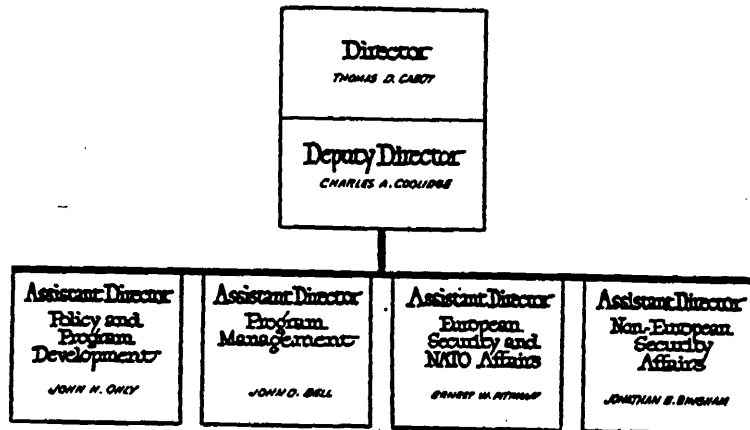 Director
THOMAS D. CABOT
Deputy Director
CHARLES A. COOLIDGE
Assistant Director
Policy and
Program
Development
JOHN H. OHLY
Assistant Director
Program
Management
JOHN O. BELL
Assistant Director
European
Security and
NATO Affairs
ERNEST W.
Assistant Director
Non-European
Security
Affairs
JONATHAN B. BINGHAM